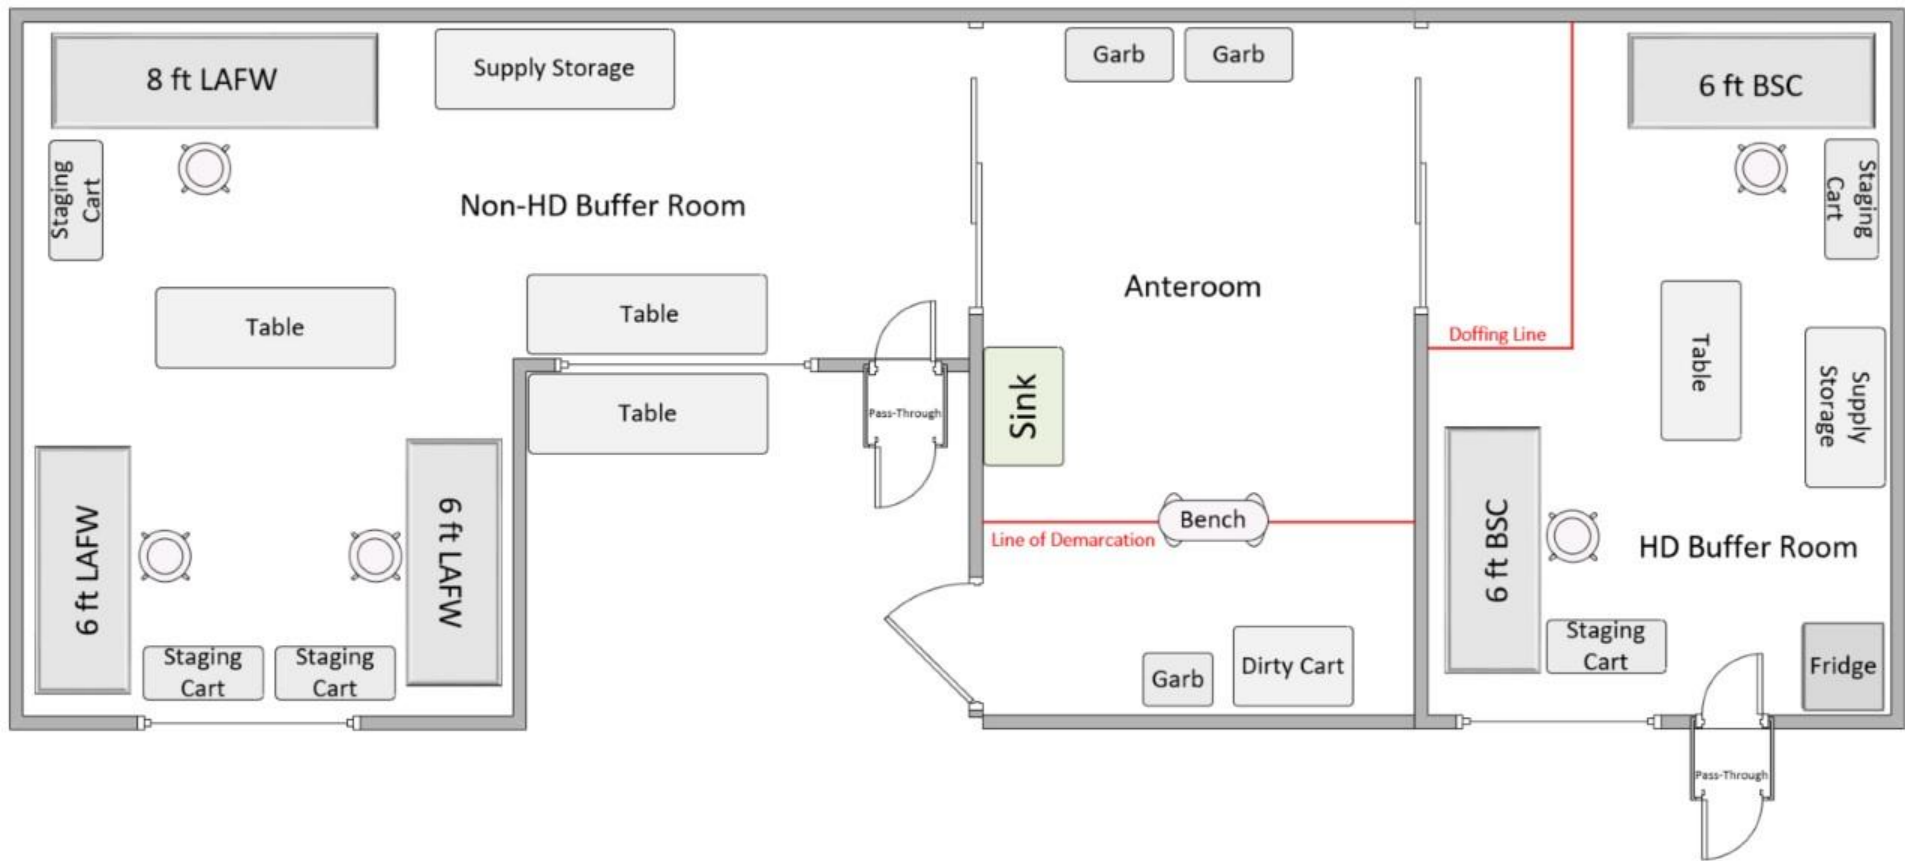 8 ft LAFW
Supply Storage
Staging
Cart
Non-HD Buffer Room
Table
Table
Table
Pass-Through
6 ft LAFW
6 ft LAFW
Staging
Cart
Staging
Cart
Garb
Garb
Anteroom
Sink
Bench
Line of Demarcation
Garb
Dirty Cart
Doffing Line
6 ft BSC
Staging
Cart
Table
Supply
Storage
6 ft BSC
HD Buffer Room
Staging
Cart
Fridge
Pass-Through